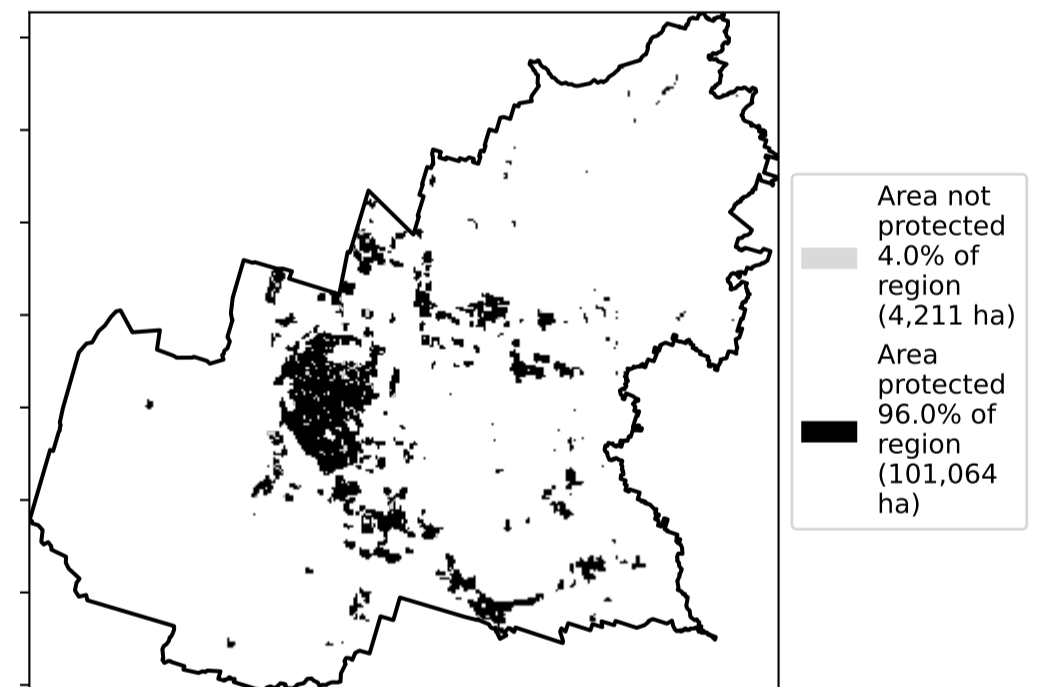 Area not
protected
4.0% of
region
(4,211 ha)
Area
protected
96.0% of
region
(101,064
ha)